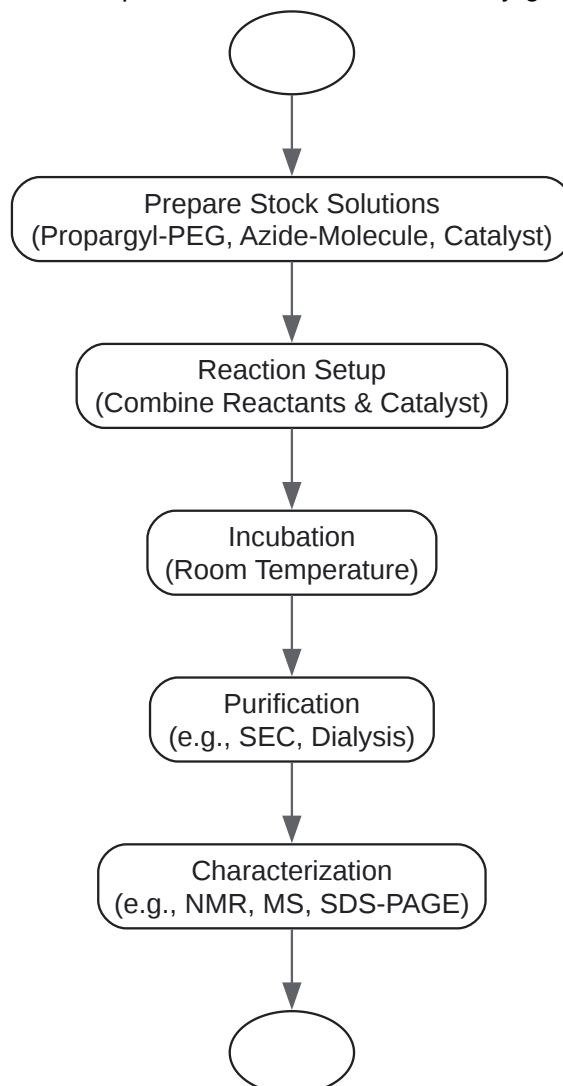 Prepare Stock Solutions
(Propargyl-PEG, Azide-Molecule, Catalyst)
Reaction Setup
(Combine Reactants & Catalyst)
Incubation
(Room Temperature)
Purification
(e.g., SEC, Dialysis)
Characterization
(e.g., NMR, MS, SDS-PAGE)